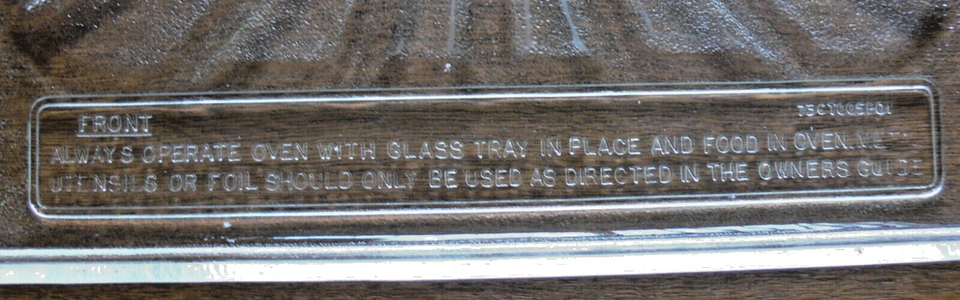 FRONT
ALWAYS OPERATE OVEN WITH GLASS TRAY IN PLACE AND FOOD IN OVEN.
UTENSILS OR FOIL SHOULD ONLY BE USED AS DIRECTED IN THE OWNERS GUIDE